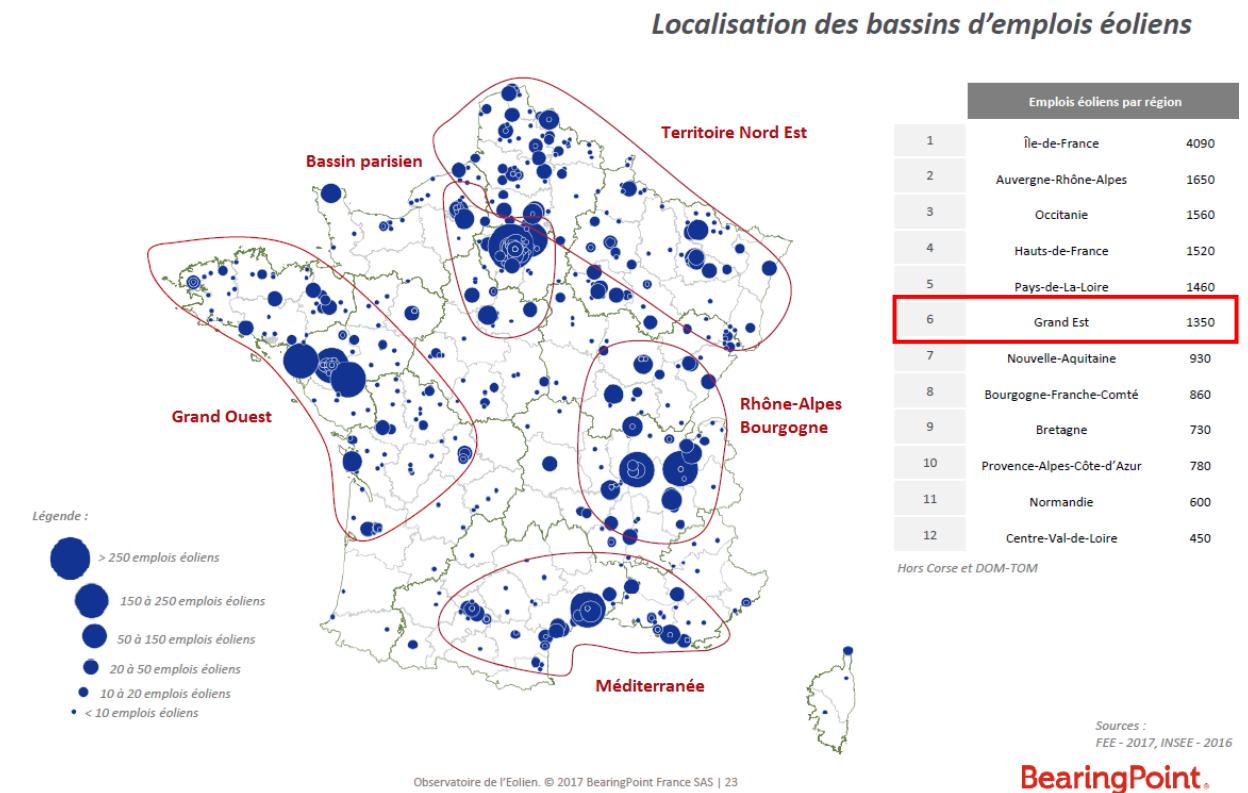 Localisation des bassins d’emplois éoliens
Territoire Nord Est
Bassin parisien
Grand Ouest
Rhône-Alpes
Bourgogne
Méditerranée
Légende :
> 250 emplois éoliens
150 à 250 emplois éoliens
50 à 150 emplois éoliens
20 à 50 emplois éoliens
10 à 20 emplois éoliens
< 10 emplois éoliens
Emplois éoliens par région
1 Île-de-France 4090
2 Auvergne-Rhône-Alpes 1650
3 Occitanie 1560
4 Hauts-de-France 1520
5 Pays-de-La-Loire 1460
6 Grand Est 1350
7 Nouvelle-Aquitaine 930
8 Bourgogne-Franche-Comté 860
9 Bretagne 730
10 Provence-Alpes-Côte-d’Azur 780
11 Normandie 600
12 Centre-Val-de-Loire 450
Hors Corse et DOM-TOM
Sources :
FEE - 2017, INSEE - 2016
Observatoire de l’Eolien. © 2017 BearingPoint France SAS | 23
BearingPoint.